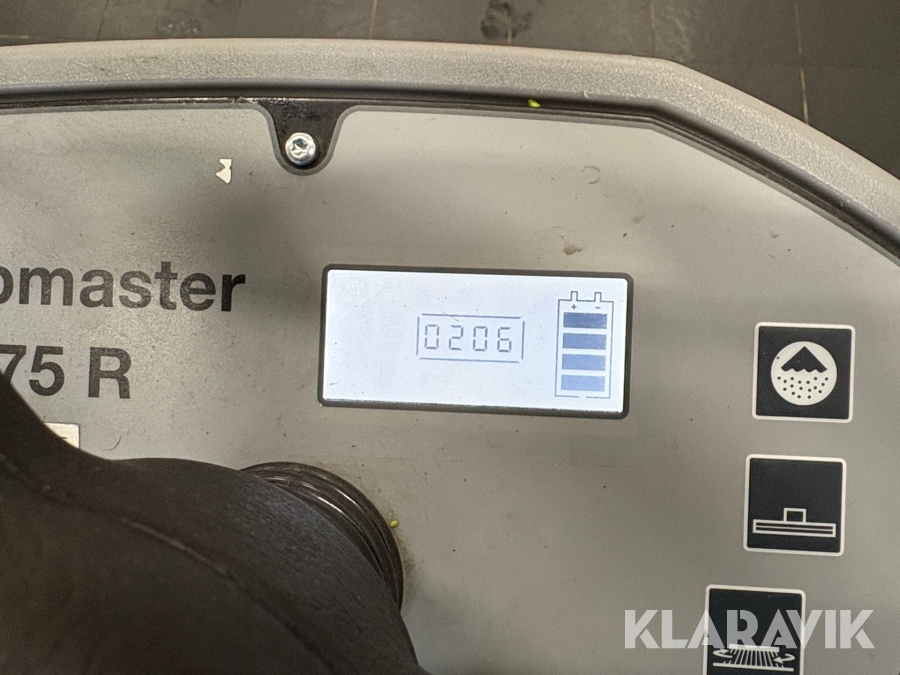 omaster
75 R
0206
+ -
KLARAVIK